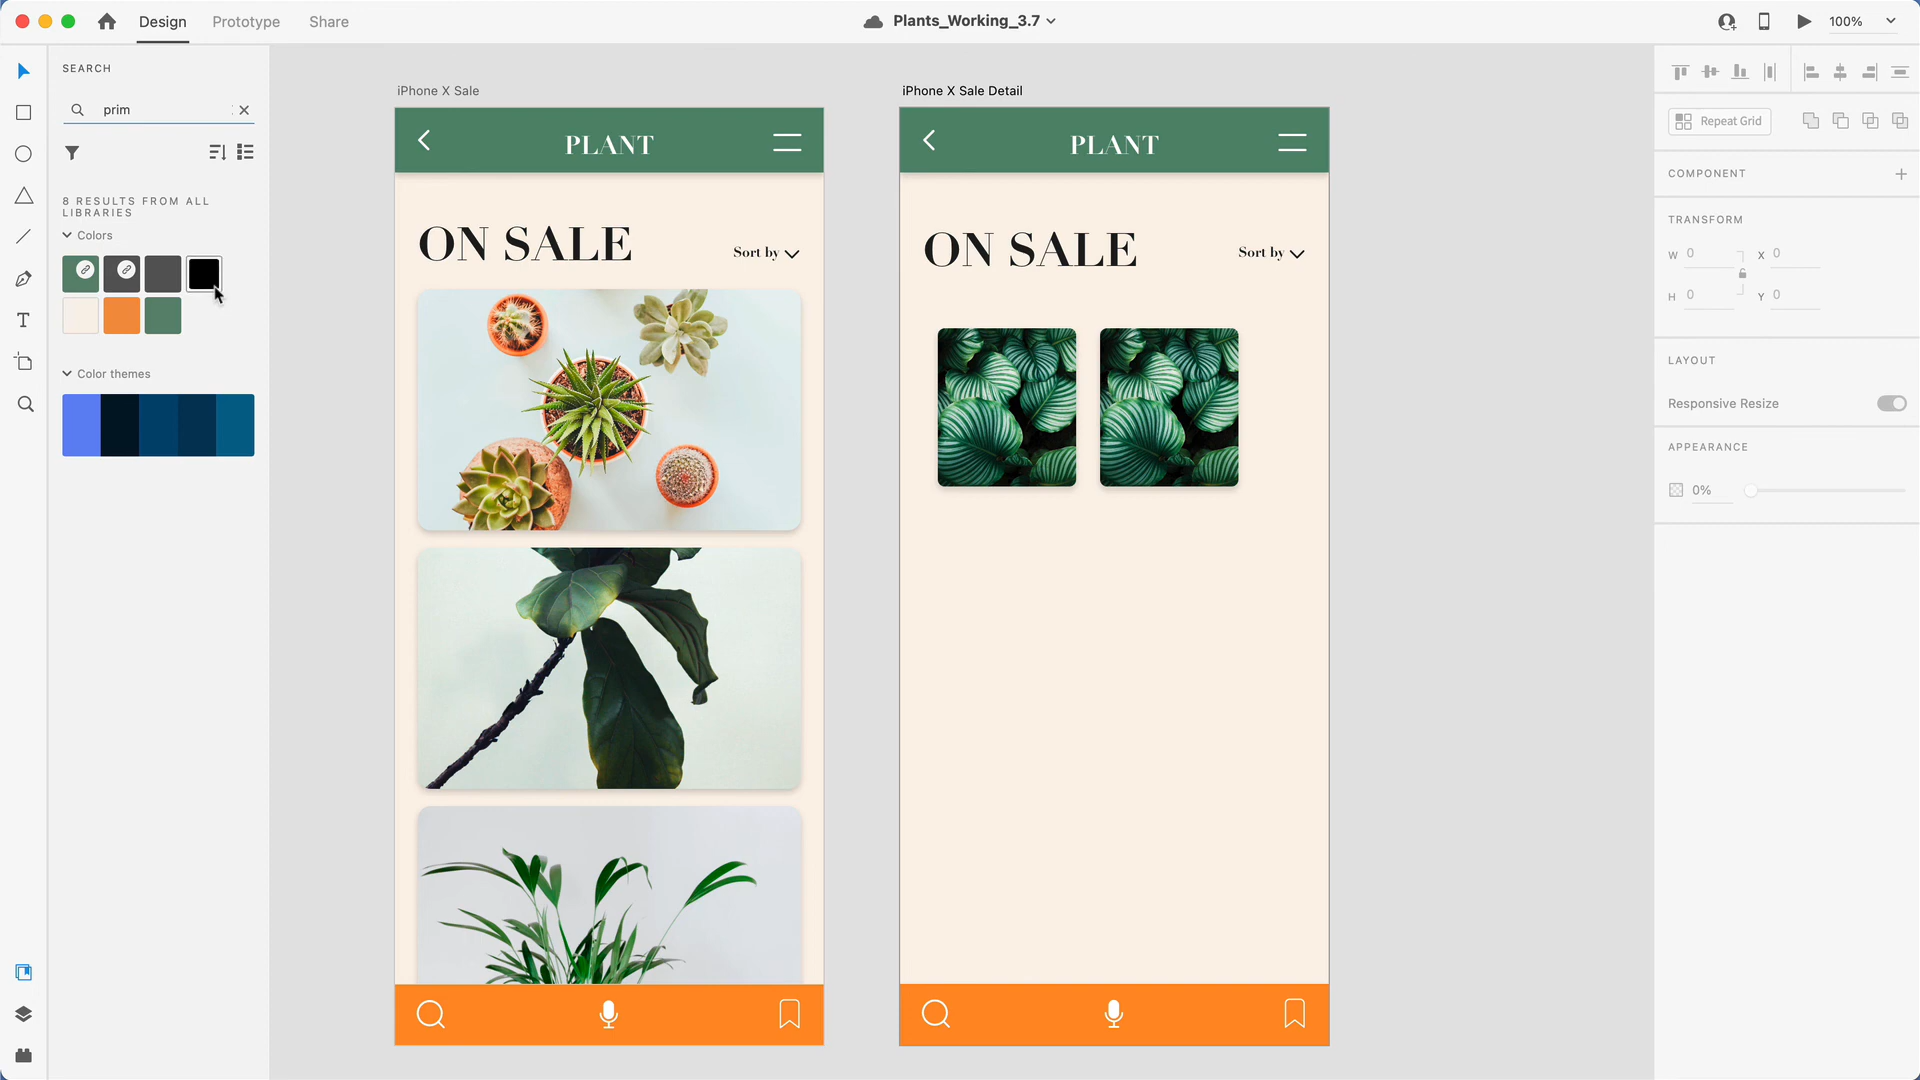 Design
Prototype
Share
Plants_Working_3.7
100%
SEARCH
prim
8 RESULTS FROM ALL
LIBRARIES
Colors
Color themes
iPhone X Sale
PLANT
ON SALE
Sort by
iPhone X Sale Detail
PLANT
ON SALE
Sort by
Repeat Grid
COMPONENT
TRANSFORM
W 0 X 0
H 0 Y 0
LAYOUT
Responsive Resize
APPEARANCE
0%